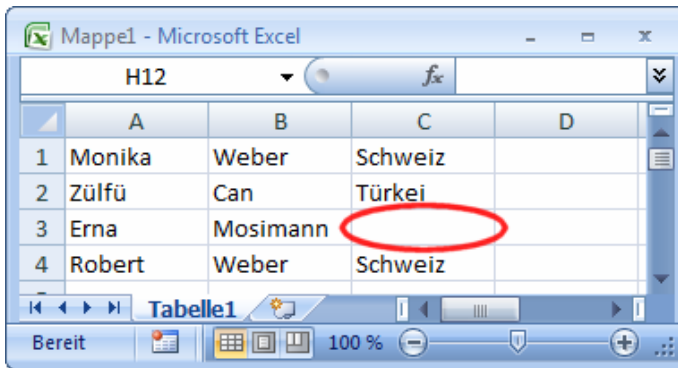 Mappe1 - Microsoft Excel
H12 fx
A B C D
1 Monika Weber Schweiz
2 Zülfü Can Türkei
3 Erna Mosimann
4 Robert Weber Schweiz
Tabelle1
Bereit 100 %